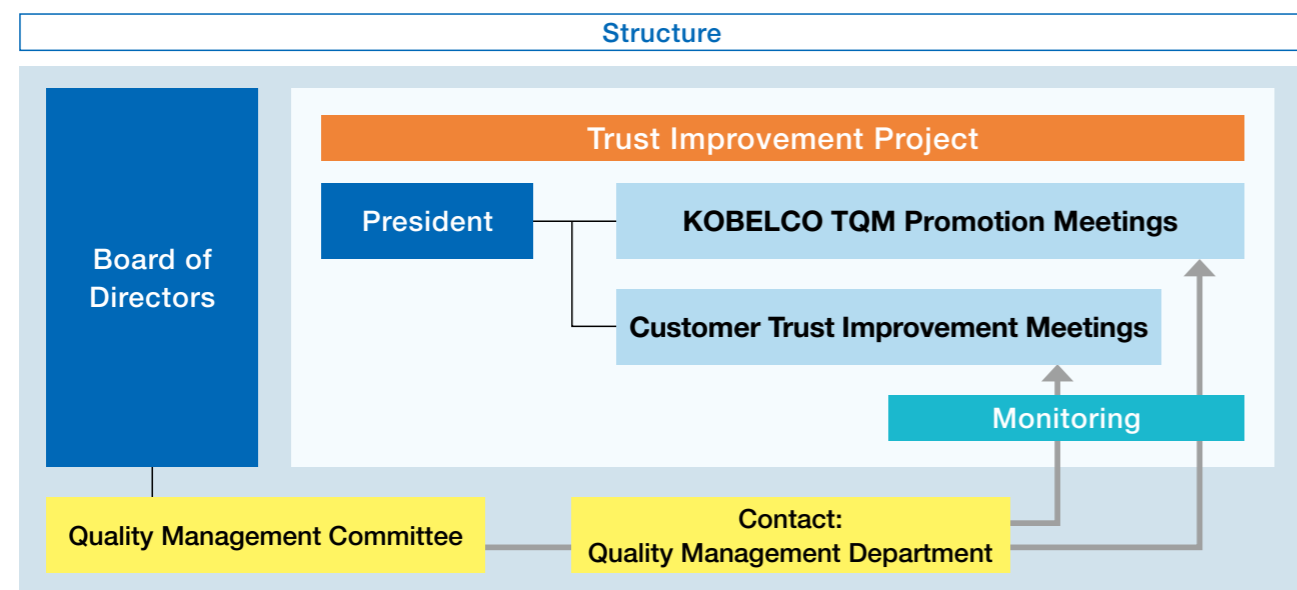 Structure
Board of
Directors
Trust Improvement Project
President
KOBELCO TQM Promotion Meetings
Customer Trust Improvement Meetings
Monitoring
Quality Management Committee
Contact:
Quality Management Department